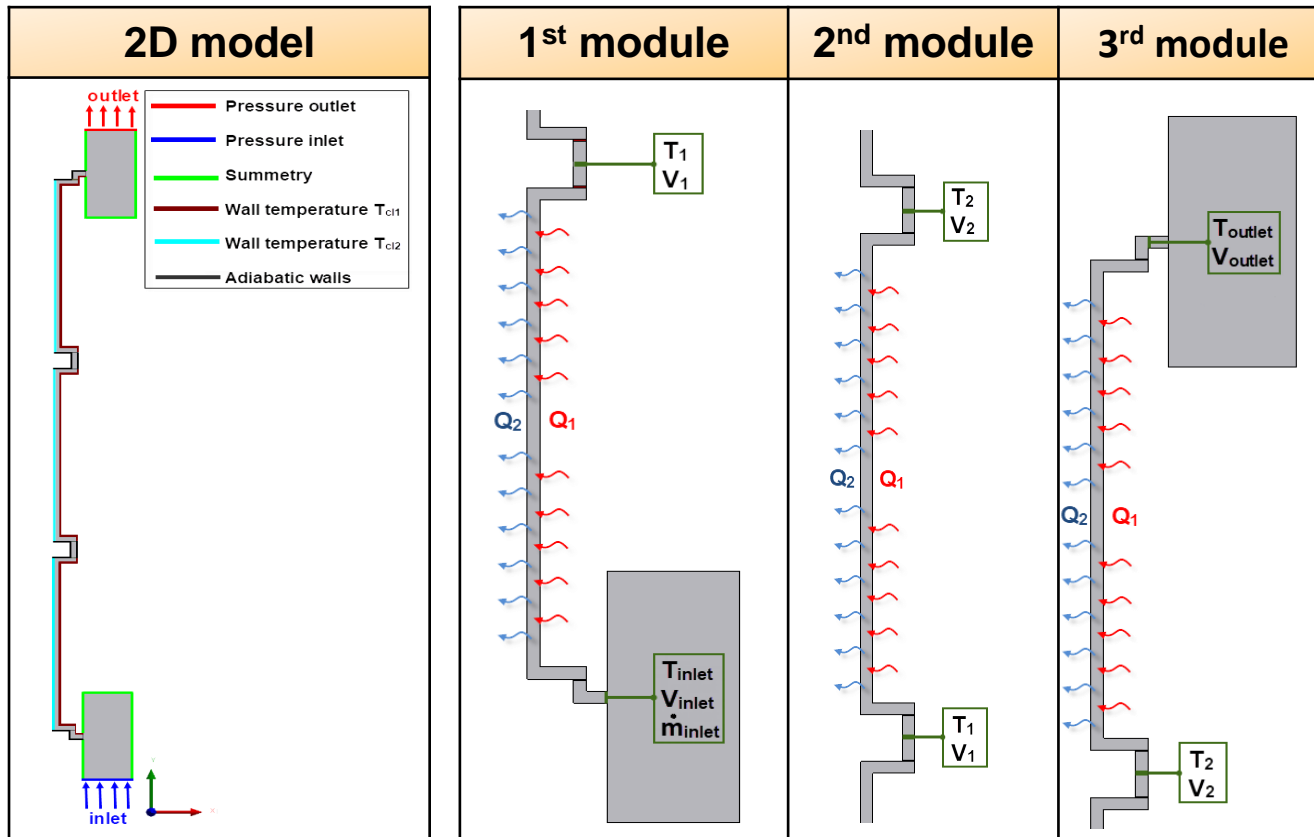 2D model
outlet
Pressure outlet
Pressure inlet
Summetry
Wall temperature Tcl1
Wall temperature Tcl2
Adiabatic walls
Y
X
inlet
1st module
T1
V1
Q2 Q1
Tinlet
Vinlet
ṁinlet
2nd module
T2
V2
Q2 Q1
T1
V1
3rd module
Toutlet
Voutlet
Q2 Q1
T2
V2